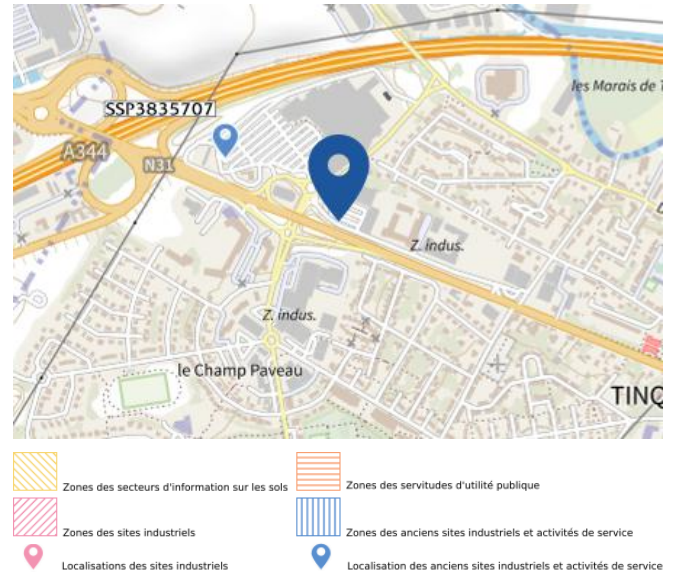 les Marais de T
SSP3835707
A344
N31
Z. indus.
Z. indus.
le Champ Paveau
TINQ
Zones des secteurs d'information sur les sols
Zones des servitudes d'utilité publique
Zones des sites industriels
Zones des anciens sites industriels et activités de service
Localisations des sites industriels
Localisation des anciens sites industriels et activités de service